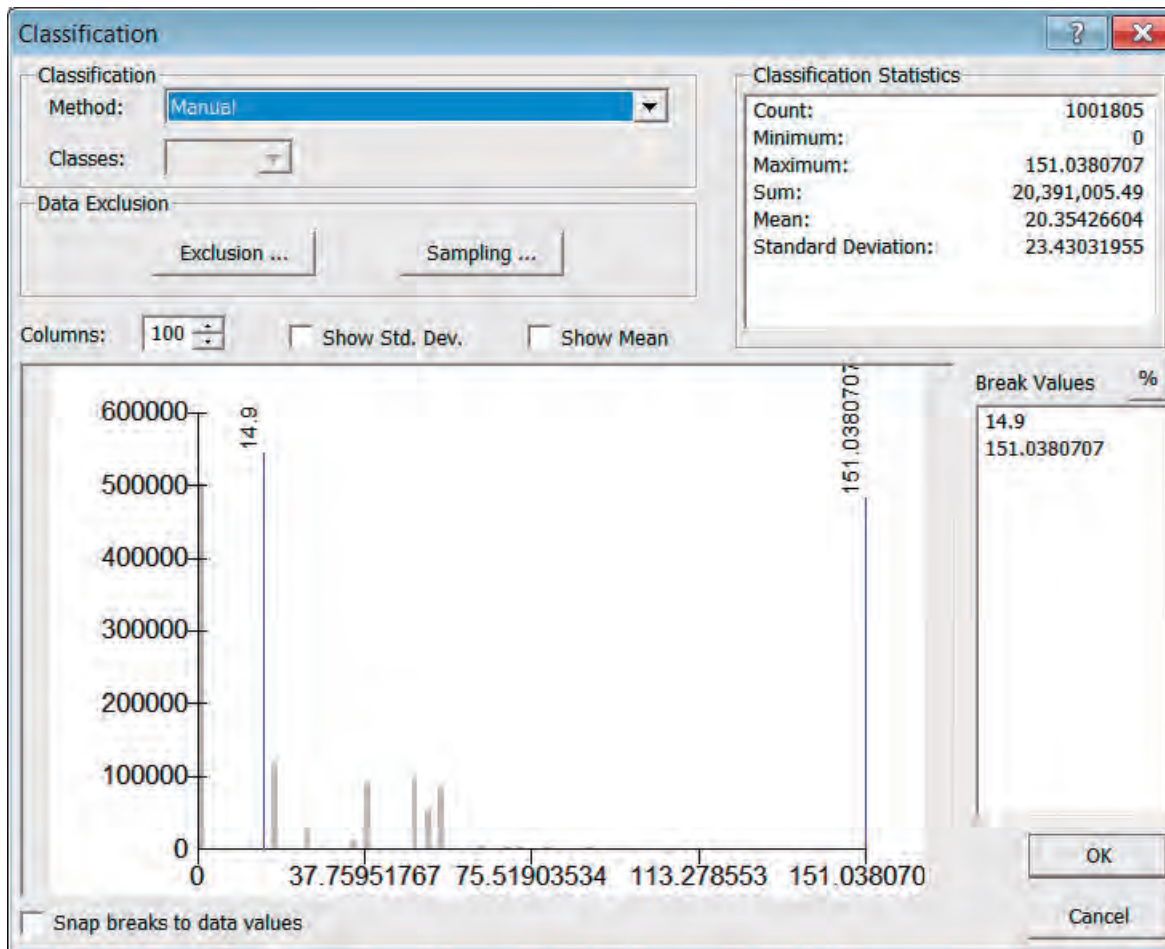 Classification
?
Classification
Method: Manual
Classes:
Data Exclusion
Exclusion ...
Sampling ...
Classification Statistics
Count: 1001805
Minimum: 0
Maximum: 151.0380707
Sum: 20,391,005.49
Mean: 20.35426604
Standard Deviation: 23.43031955
Columns: 100
Show Std. Dev.
Show Mean
Break Values %
14.9
151.0380707
600000
500000
400000
300000
200000
100000
0
14.9
151.0380707
0 37.75951767 75.51903534 113.278553 151.038070
OK
Snap breaks to data values
Cancel